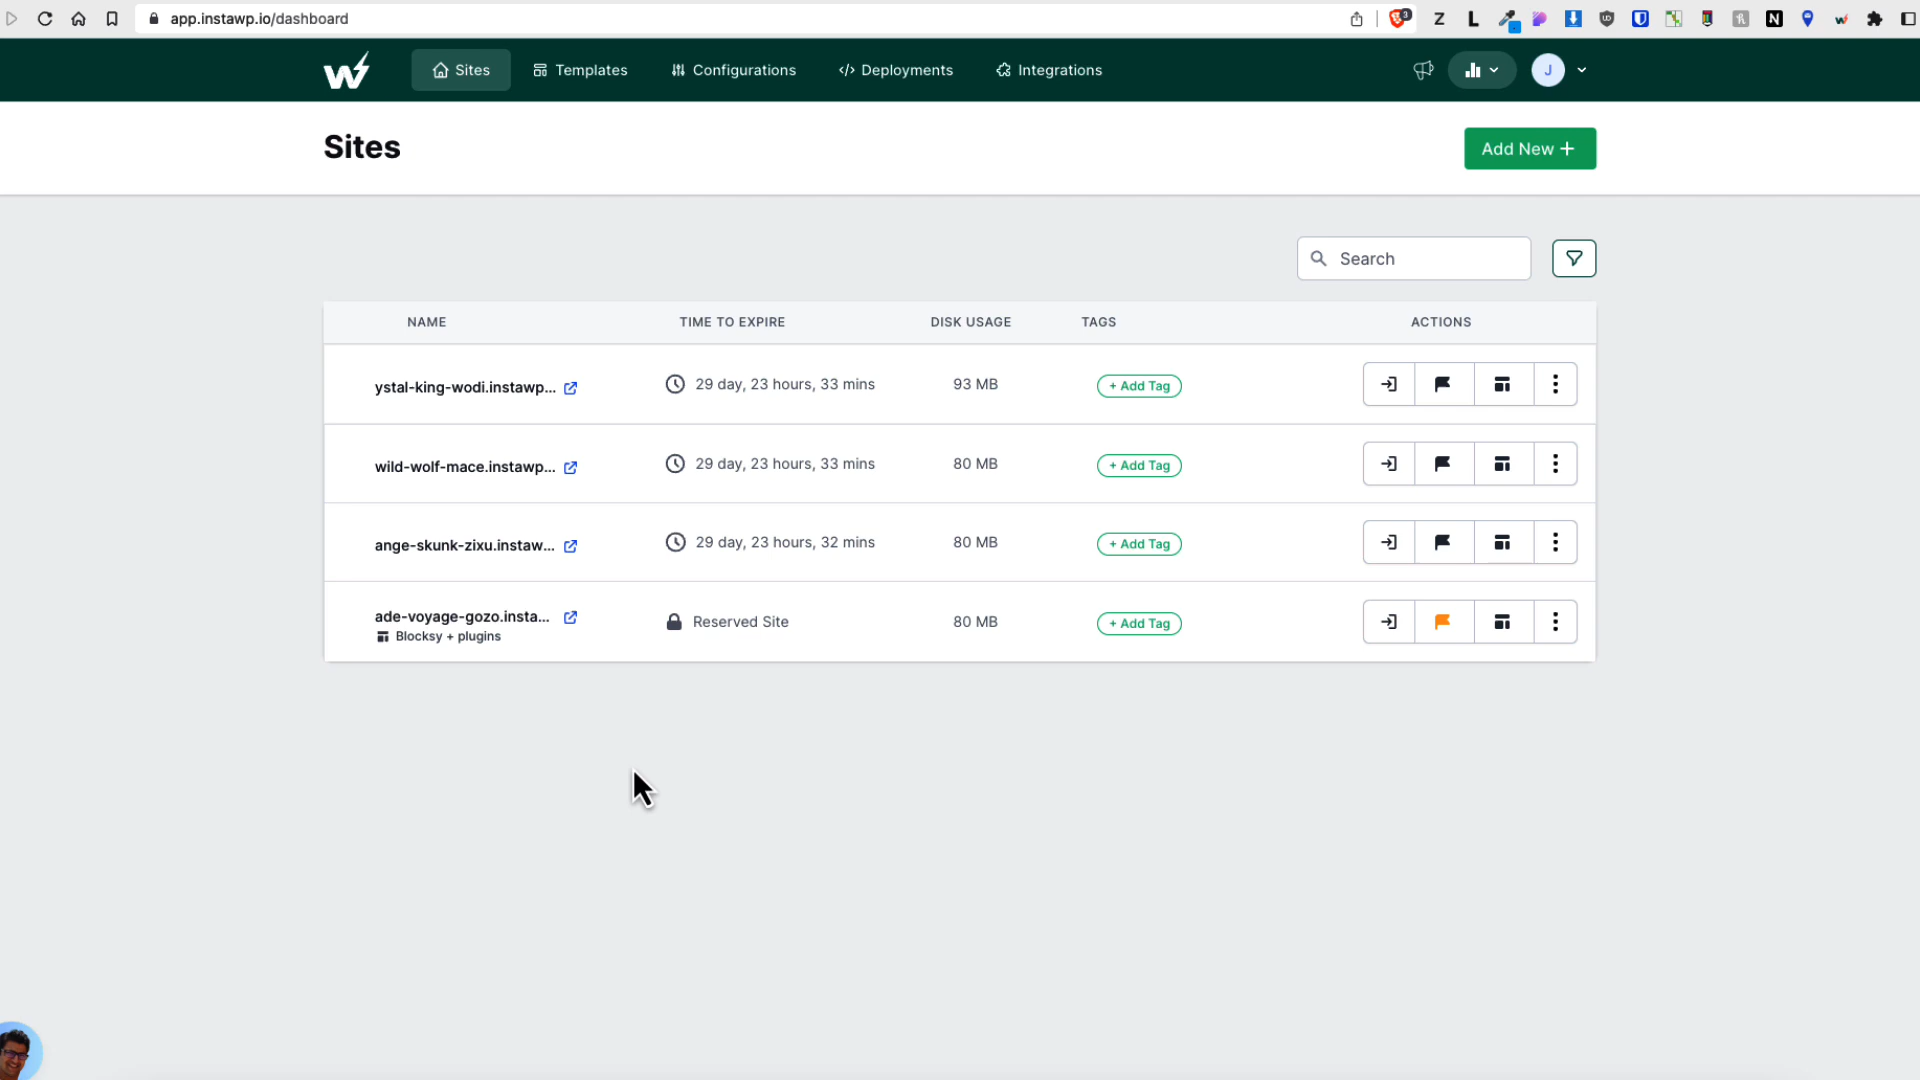 app.instawp.io/dashboard
3
Z
L
N
Sites
Templates
Configurations
</> Deployments
Integrations
J
Sites
Add New +
Search
NAME
TIME TO EXPIRE
DISK USAGE
TAGS
ACTIONS
ystal-king-wodi.instawp...
29 day, 23 hours, 33 mins
93 MB
+ Add Tag
wild-wolf-mace.instawp...
29 day, 23 hours, 33 mins
80 MB
+ Add Tag
ange-skunk-zixu.instaw...
29 day, 23 hours, 32 mins
80 MB
+ Add Tag
ade-voyage-gozo.insta...
Blocksy + plugins
Reserved Site
80 MB
+ Add Tag